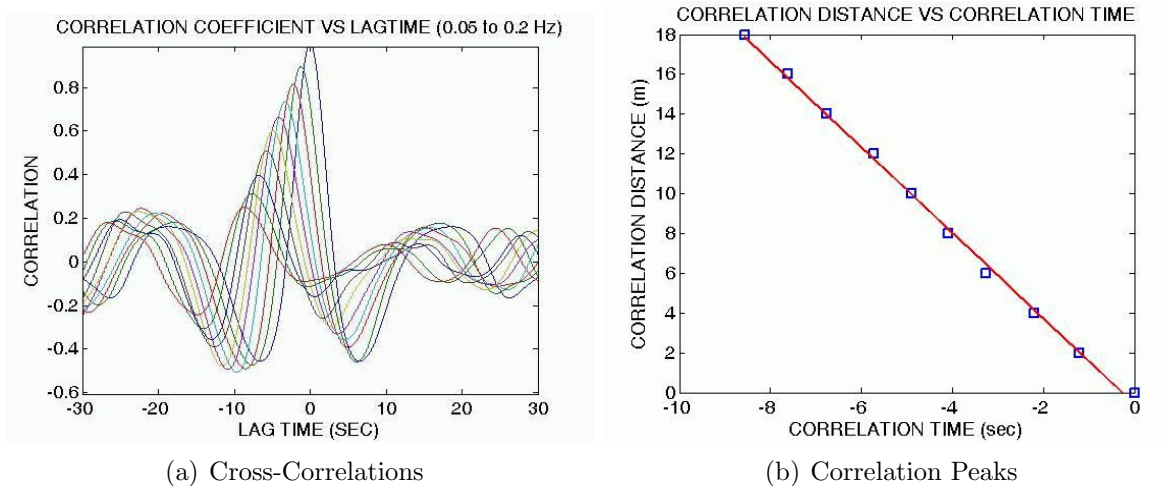 CORRELATION COEFFICIENT VS LAGTIME (0.05 to 0.2 Hz)
CORRELATION
0.8
0.6
0.4
0.2
0
-0.2
-0.4
-0.6
-30 -20 -10 0 10 20 30
LAG TIME (SEC)
(a) Cross-Correlations
CORRELATION DISTANCE VS CORRELATION TIME
CORRELATION DISTANCE (m)
18
16
14
12
10
8
6
4
2
0
-10 -8 -6 -4 -2 0
CORRELATION TIME (sec)
(b) Correlation Peaks